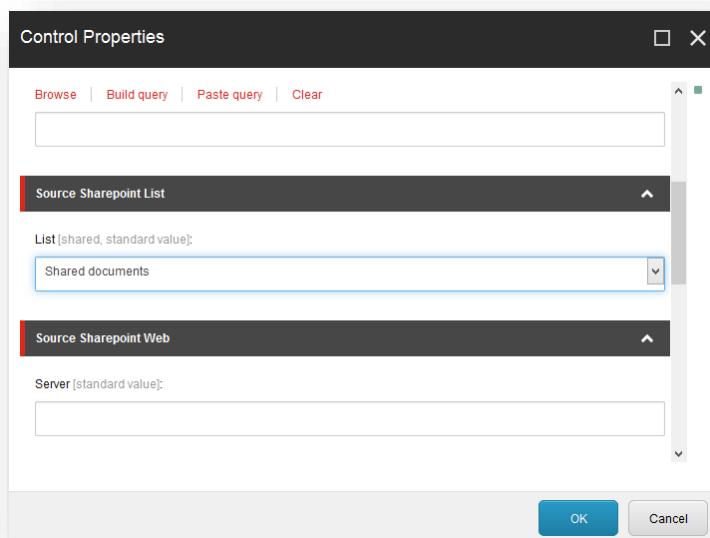 Control Properties
Browse Build query Paste query Clear
Source Sharepoint List
List [shared, standard value]:
Shared documents
Source Sharepoint Web
Server [standard value]:
OK Cancel